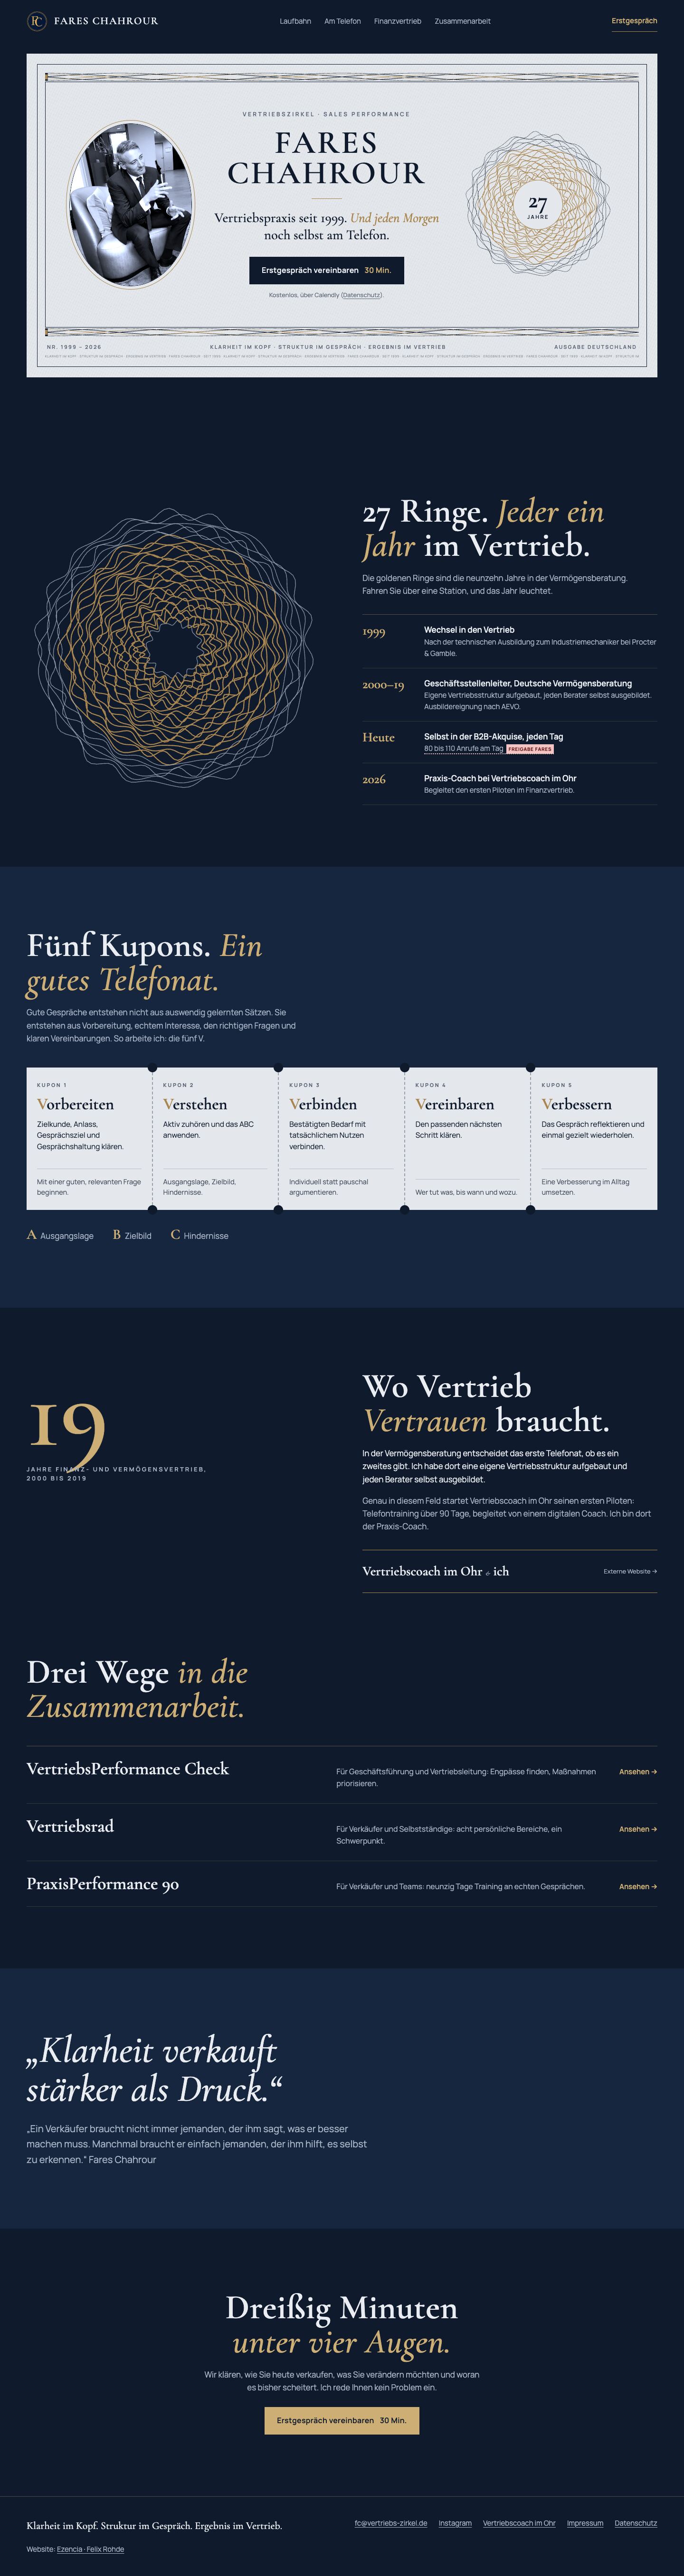 FC FARES CHAHROUR
Laufbahn Am Telefon Finanzvertrieb Zusammenarbeit
Erstgespräch
VERTRIEBSZIRKEL · SALES PERFORMANCE
FARES
CHAHROUR
Vertriebspraxis seit 1999. Und jeden Morgen
noch selbst am Telefon.
Erstgespräch vereinbaren 30 Min.
Kostenlos, über Calendly (Datenschutz).
27
JAHRE
NR. 1999 – 2026
KLARHEIT IM KOPF · STRUKTUR IM GESPRÄCH · ERGEBNIS IM VERTRIEB
AUSGABE DEUTSCHLAND
27 Ringe. Jeder ein
Jahr im Vertrieb.
Die goldenen Ringe sind die neunzehn Jahre in der Vermögensberatung.
Fahren Sie über eine Station, und das Jahr leuchtet.
1999
Wechsel in den Vertrieb
Nach der technischen Ausbildung zum Industriemechaniker bei Procter
& Gamble.
2000–19
Geschäftsstellenleiter, Deutsche Vermögensberatung
Eigene Vertriebsstruktur aufgebaut, jeden Berater selbst ausgebildet.
Ausbildereignung nach AEVO.
Heute
Selbst in der B2B-Akquise, jeden Tag
80 bis 110 Anrufe am Tag FREIGABE FARES
2026
Praxis-Coach bei Vertriebscoach im Ohr
Begleitet den ersten Piloten im Finanzvertrieb.
Fünf Kupons. Ein
gutes Telefonat.
Gute Gespräche entstehen nicht aus auswendig gelernten Sätzen. Sie
entstehen aus Vorbereitung, echtem Interesse, den richtigen Fragen und
klaren Vereinbarungen. So arbeite ich: die fünf V.
KUPON 1
Vorbereiten
Zielkunde, Anlass,
Gesprächsziel und
Gesprächshaltung klären.
Mit einer guten, relevanten Frage
beginnen.
KUPON 2
Verstehen
Aktiv zuhören und das ABC
anwenden.
Ausgangslage, Zielbild,
Hindernisse.
KUPON 3
Verbinden
Bestätigten Bedarf mit
tatsächlichem Nutzen
verbinden.
Individuell statt pauschal
argumentieren.
KUPON 4
Vereinbaren
Den passenden nächsten
Schritt klären.
Wer tut was, bis wann und wozu.
KUPON 5
Verbessern
Das Gespräch reflektieren und
einmal gezielt wiederholen.
Eine Verbesserung im Alltag
umsetzen.
A Ausgangslage B Zielbild C Hindernisse
19
JAHRE FINANZ- UND VERMÖGENSVERTRIEB,
2000 BIS 2019
Wo Vertrieb
Vertrauen braucht.
In der Vermögensberatung entscheidet das erste Telefonat, ob es ein
zweites gibt. Ich habe dort eine eigene Vertriebsstruktur aufgebaut und
jeden Berater selbst ausgebildet.
Genau in diesem Feld startet Vertriebscoach im Ohr seinen ersten Piloten:
Telefontraining über 90 Tage, begleitet von einem digitalen Coach. Ich bin dort
der Praxis-Coach.
Vertriebscoach im Ohr & ich
Externe Website →
Drei Wege in die
Zusammenarbeit.
VertriebsPerformance Check
Für Geschäftsführung und Vertriebsleitung: Engpässe finden, Maßnahmen
priorisieren.
Ansehen →
Vertriebsrad
Für Verkäufer und Selbstständige: acht persönliche Bereiche, ein
Schwerpunkt.
Ansehen →
PraxisPerformance 90
Für Verkäufer und Teams: neunzig Tage Training an echten Gesprächen.
Ansehen →
„Klarheit verkauft
stärker als Druck.“
„Ein Verkäufer braucht nicht immer jemanden, der ihm sagt, was er besser
machen muss. Manchmal braucht er einfach jemanden, der ihm hilft, es selbst
zu erkennen.“ Fares Chahrour
Dreißig Minuten
unter vier Augen.
Wir klären, wie Sie heute verkaufen, was Sie verändern möchten und woran
es bisher scheitert. Ich rede Ihnen kein Problem ein.
Erstgespräch vereinbaren 30 Min.
Klarheit im Kopf. Struktur im Gespräch. Ergebnis im Vertrieb.
fc@vertriebs-zirkel.de Instagram Vertriebscoach im Ohr Impressum Datenschutz
Website: Ezencia · Felix Rohde